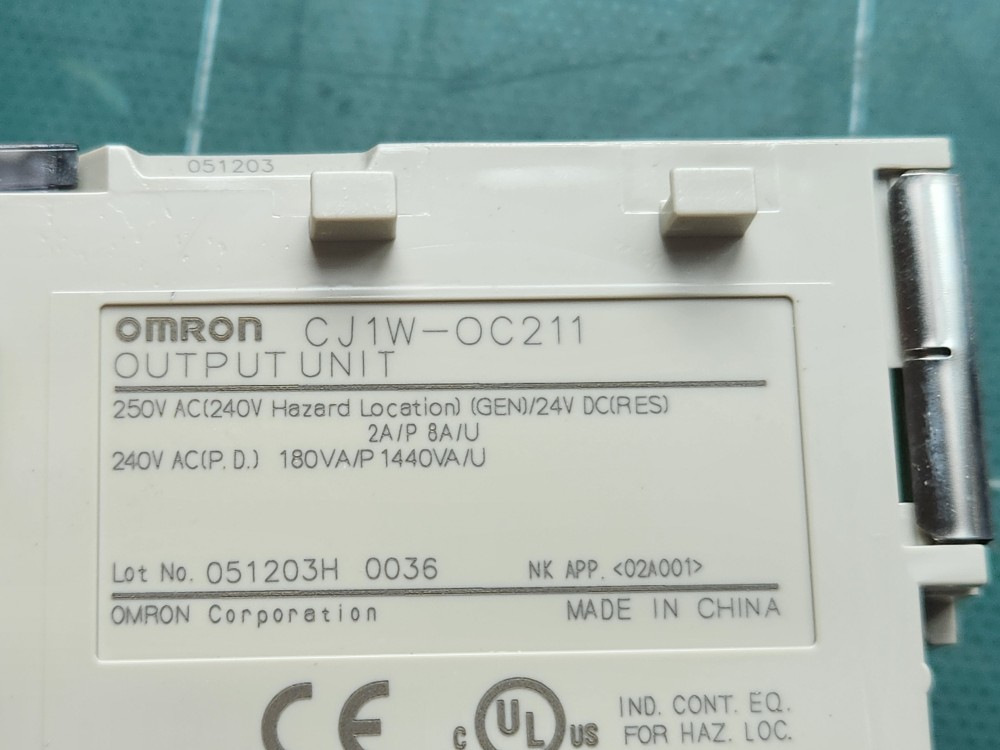 051203
OMRON CJ1W-OC211
OUTPUT UNIT
250V AC(240V Hazard Location) (GEN)/24V DC(RES)
2A/P 8A/U
240V AC(P.D.) 180VA/P 1440VA/U
Lot No. 051203H 0036 NK APP. <02A001>
OMRON Corporation MADE IN CHINA
CE C UL US IND. CONT. EQ.
FOR HAZ. LOC.